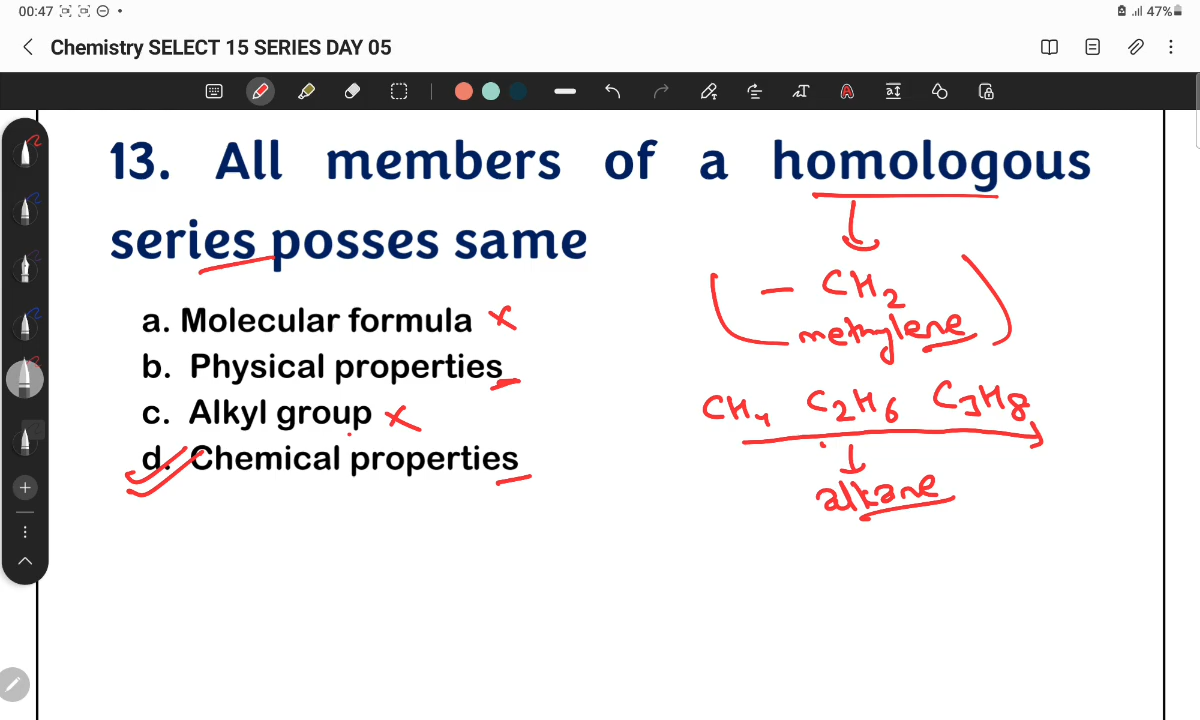 00:47
47%
Chemistry SELECT 15 SERIES DAY 05
13. All members of a homologous
series posses same
a. Molecular formula ×
b. Physical properties
c. Alkyl group ×
d. Chemical properties
– CH₂
methylene
CH₄ C₂H₆ C₃H₈
alkane